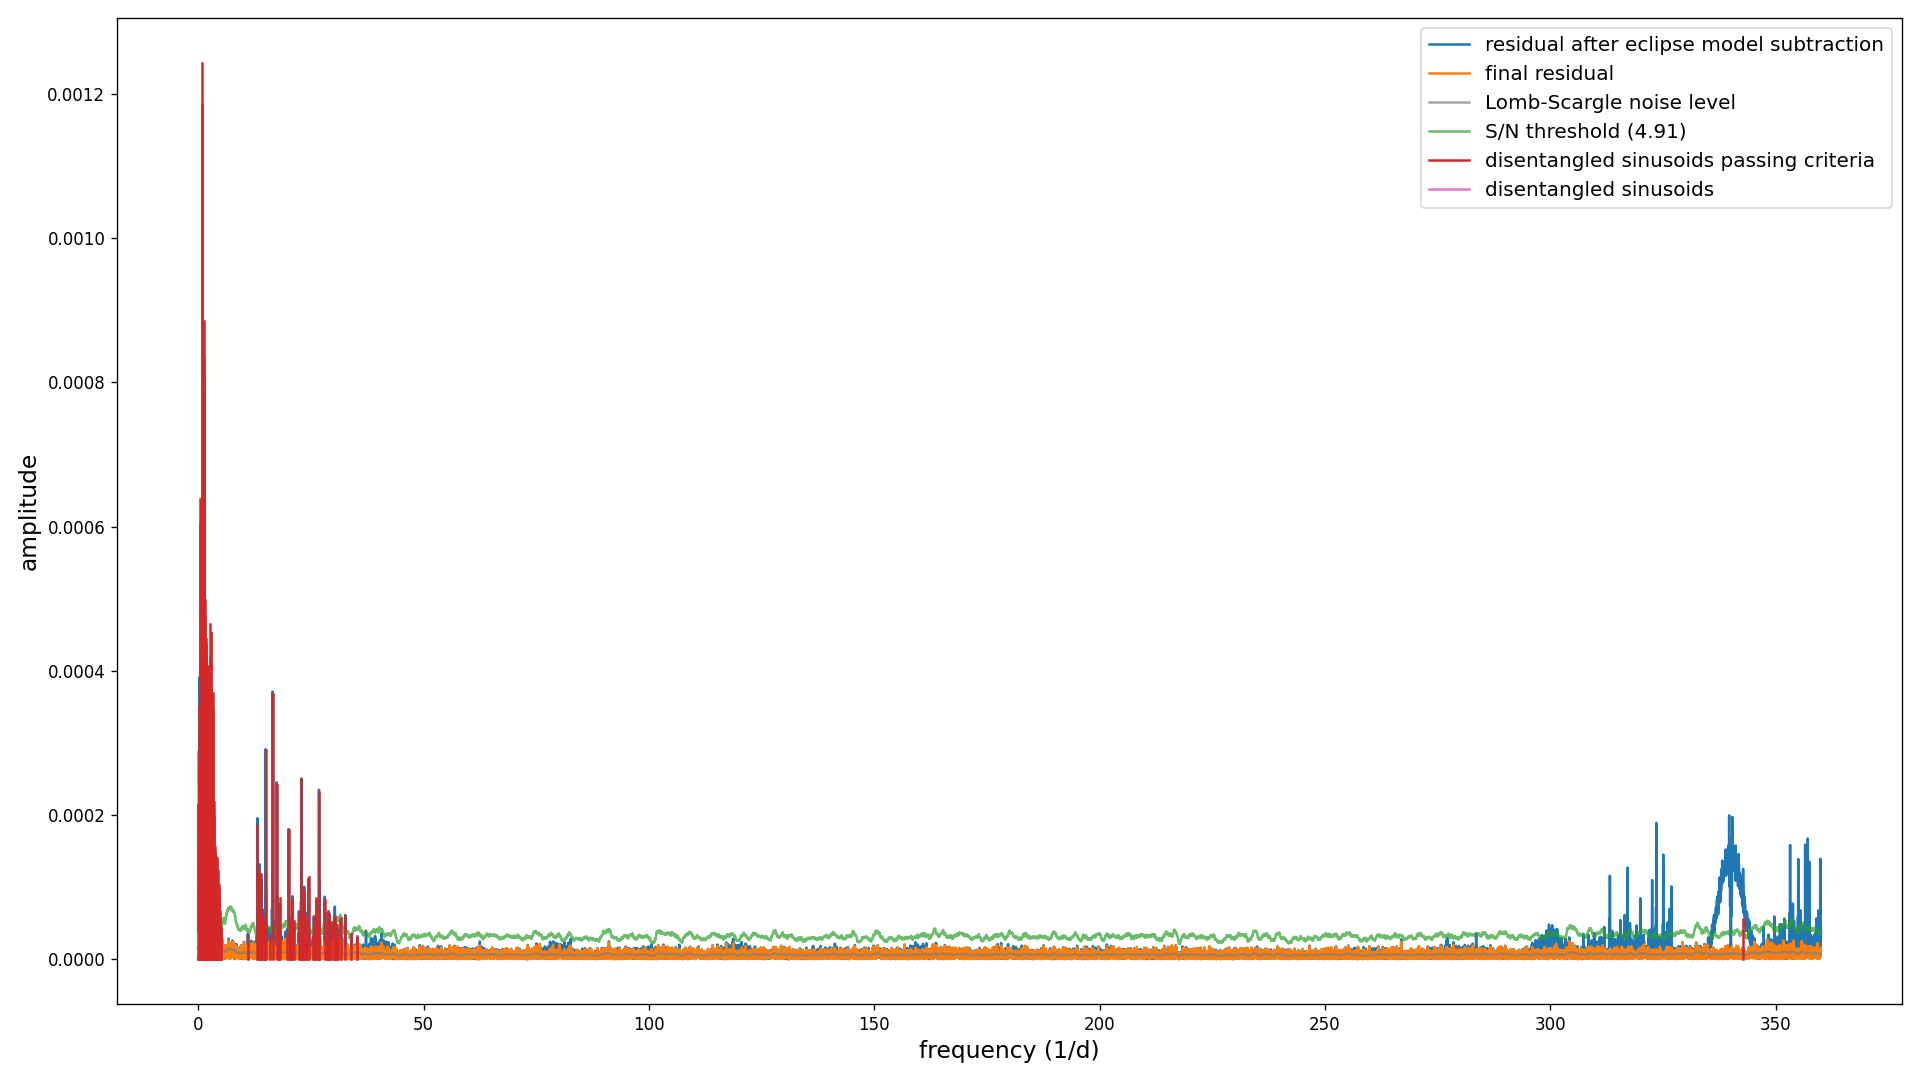 residual after eclipse model subtraction
final residual
Lomb-Scargle noise level
S/N threshold (4.91)
disentangled sinusoids passing criteria
disentangled sinusoids
amplitude
0.0012
0.0010
0.0008
0.0006
0.0004
0.0002
0.0000
0 50 100 150 200 250 300 350
frequency (1/d)